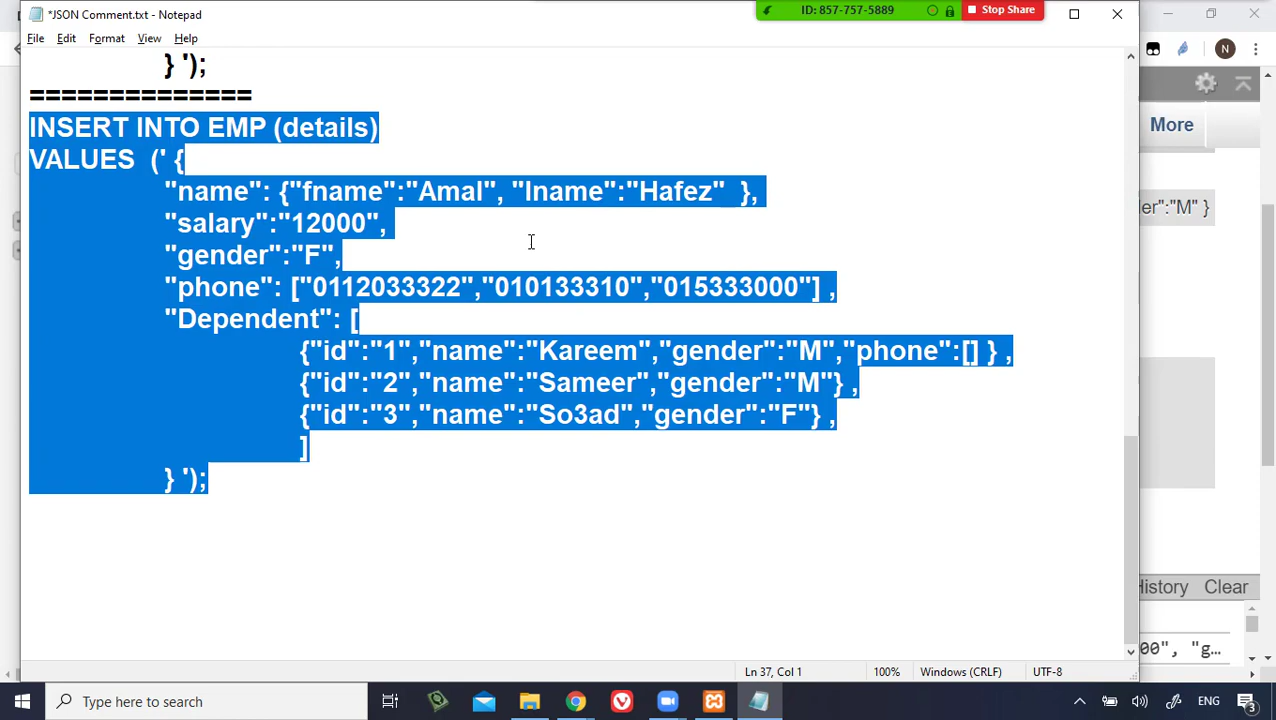 *JSON Comment.txt - Notepad
ID: 857-757-5889
Stop Share
File Edit Format View Help
N
} ');
==============
More
INSERT INTO EMP (details)
VALUES (' {
"name": {"fname":"Amal", "lname":"Hafez" },
der":"M" }
"salary":"12000",
"gender":"F",
"phone": ["0112033322","010133310","015333000"] ,
"Dependent": [
{"id":"1","name":"Kareem","gender":"M","phone":[] } ,
{"id":"2","name":"Sameer","gender":"M"} ,
{"id":"3","name":"So3ad","gender":"F"} ,
]
} ');
History Clear
00", "g...
Ln 37, Col 1 100% Windows (CRLF) UTF-8
Type here to search
ENG
3